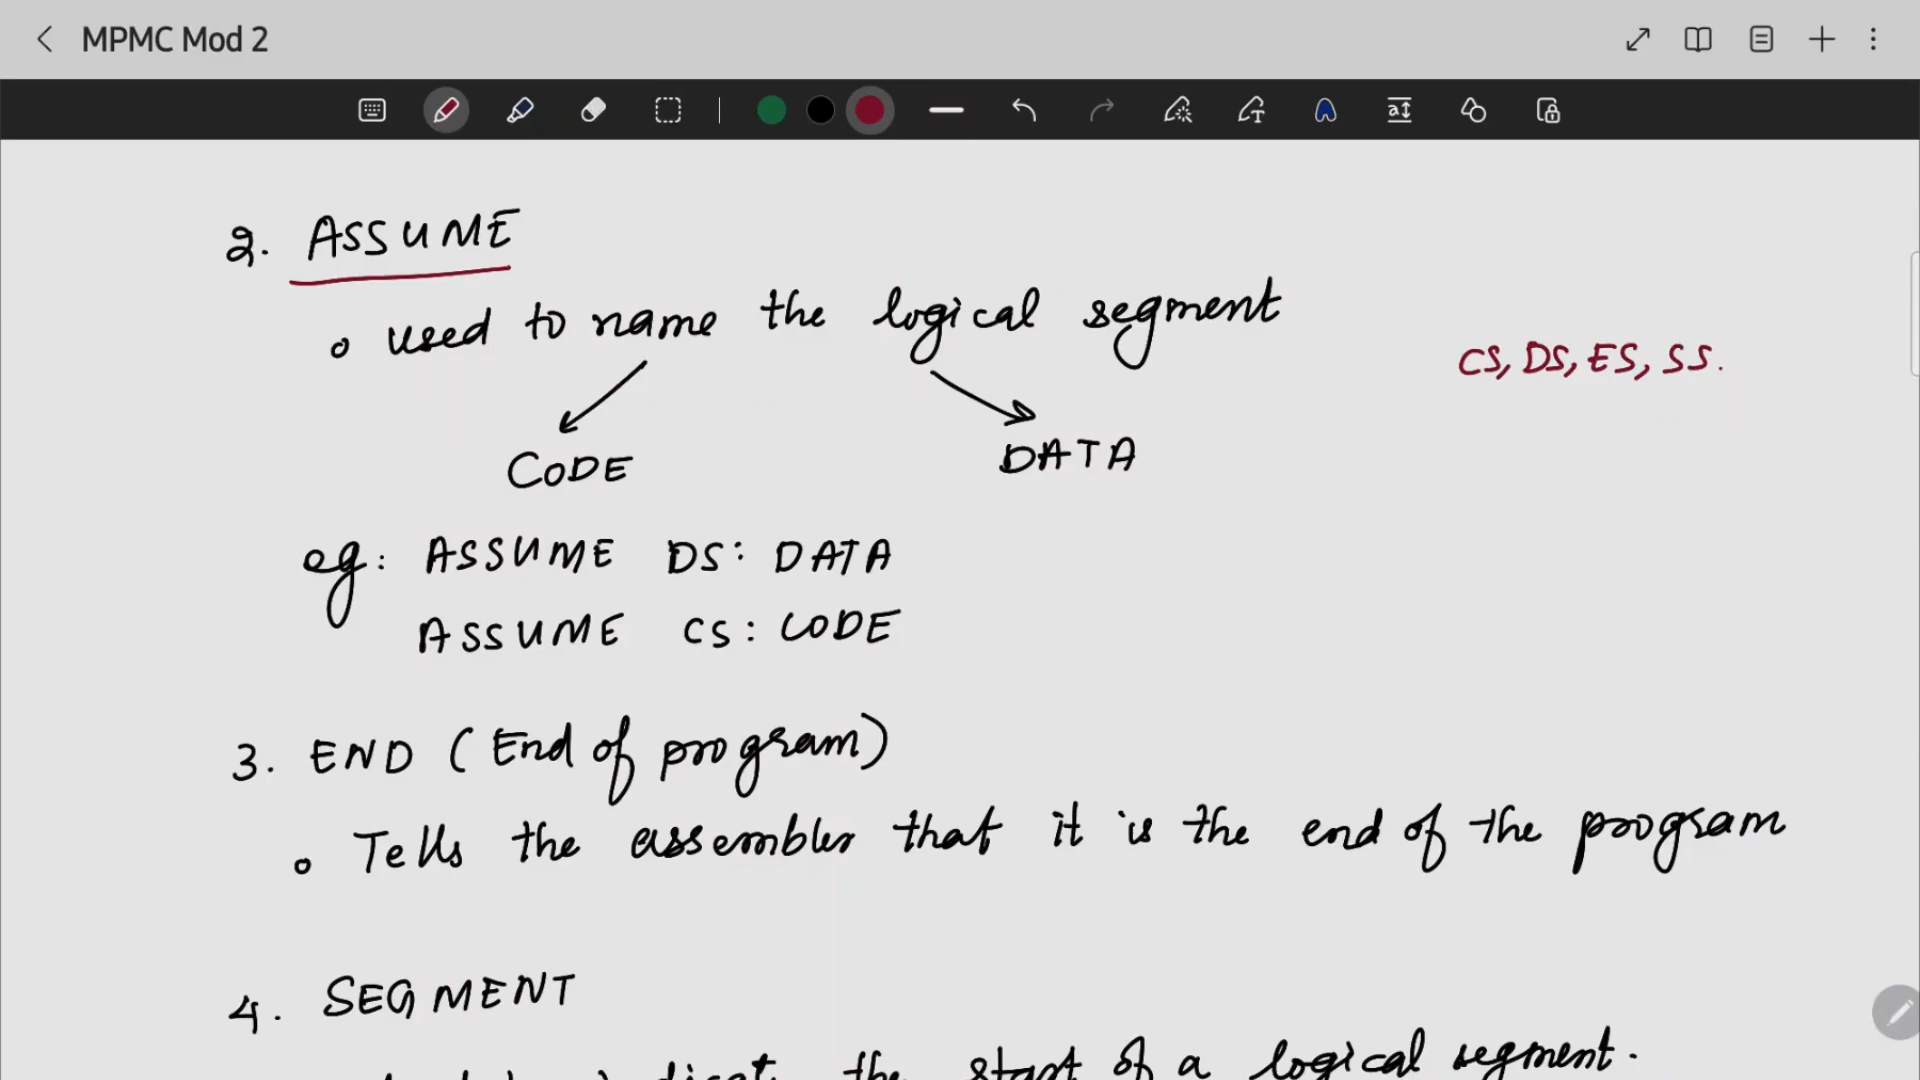 MPMC Mod 2
2. ASSUME
• used to name the logical segment
CS, DS, ES, SS.
CODE DATA
eg: ASSUME DS: DATA
ASSUME CS: CODE
3. END (End of program)
• Tells the assembler that it is the end of the program
4. SEGMENT
the start of a logical segment.